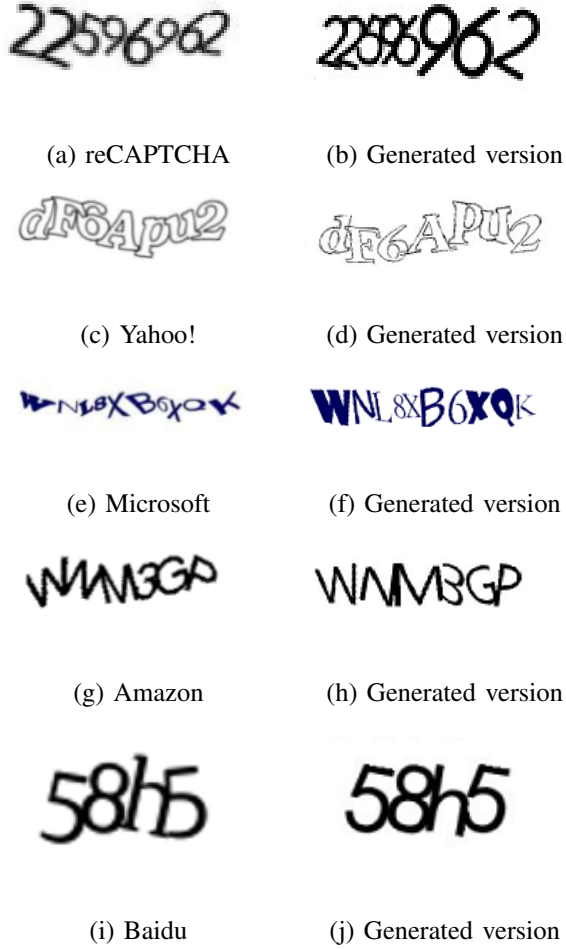 22596962 22596962
(a) reCAPTCHA (b) Generated version
dF6Apu2 dF6Apu2
(c) Yahoo! (d) Generated version
WNL8XB6XQK WNL8XB6XQK
(e) Microsoft (f) Generated version
WNM3GP WNM3GP
(g) Amazon (h) Generated version
58h5 58h5
(i) Baidu (j) Generated version